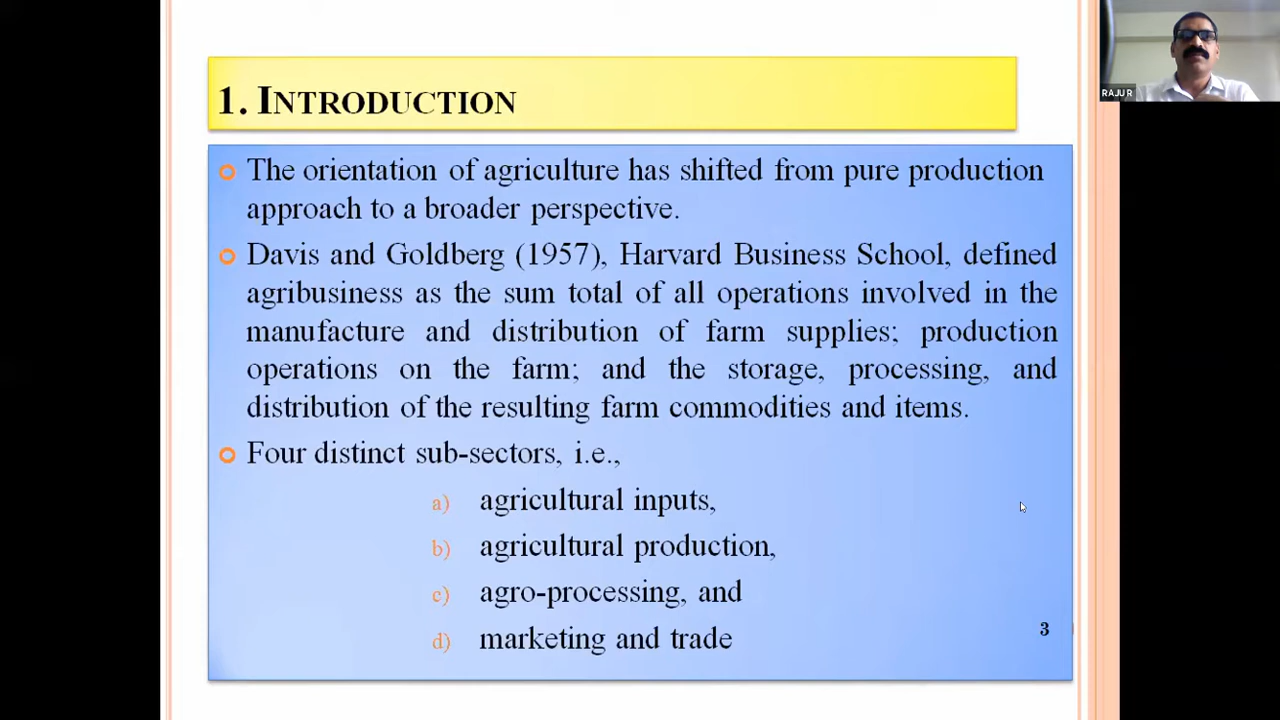 1. INTRODUCTION
RAJUR
The orientation of agriculture has shifted from pure production
approach to a broader perspective.
Davis and Goldberg (1957), Harvard Business School, defined
agribusiness as the sum total of all operations involved in the
manufacture and distribution of farm supplies; production
operations on the farm; and the storage, processing, and
distribution of the resulting farm commodities and items.
Four distinct sub-sectors, i.e.,
a) agricultural inputs,
b) agricultural production,
c) agro-processing, and
d) marketing and trade
3